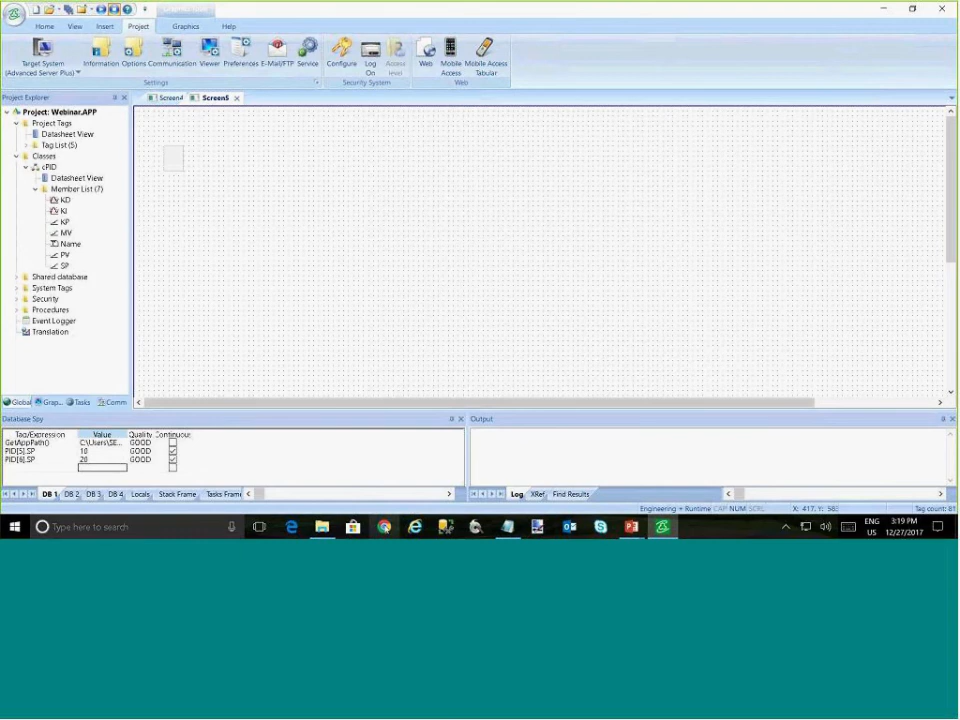 Home View Insert Project Graphics Help
Target System Information Options Communication Viewer Preferences E-Mail/FTP Service Configure Log Access Web Mobile Mobile Access
(Advanced Server Plus) On level Access Tabular
Settings Security System Web
Project Explorer Screen4 Screen5
Project: Webinar.APP
Project Tags
Datasheet View
Tag List (5)
Classes
cPID
Datasheet View
Member List (7)
KD
KI
KP
MV
Name
PV
SP
Shared database
System Tags
Security
Procedures
Event Logger
Translation
Global Grap... Tasks Comm
Database Spy Output
Tag/Expression Value Quality Continuous
GetAppPath() C:\Users\SE... GOOD
PID[5].SP 10 GOOD
PID[6].SP 20 GOOD
DB 1 DB 2 DB 3 DB 4 Locals Stack Frame Tasks Frame Log XRef Find Results
Engineering + Runtime CAP NUM SCRL X: 417, Y: Tag count: 81
Type here to search ENG 3:19 PM
US 12/27/2017